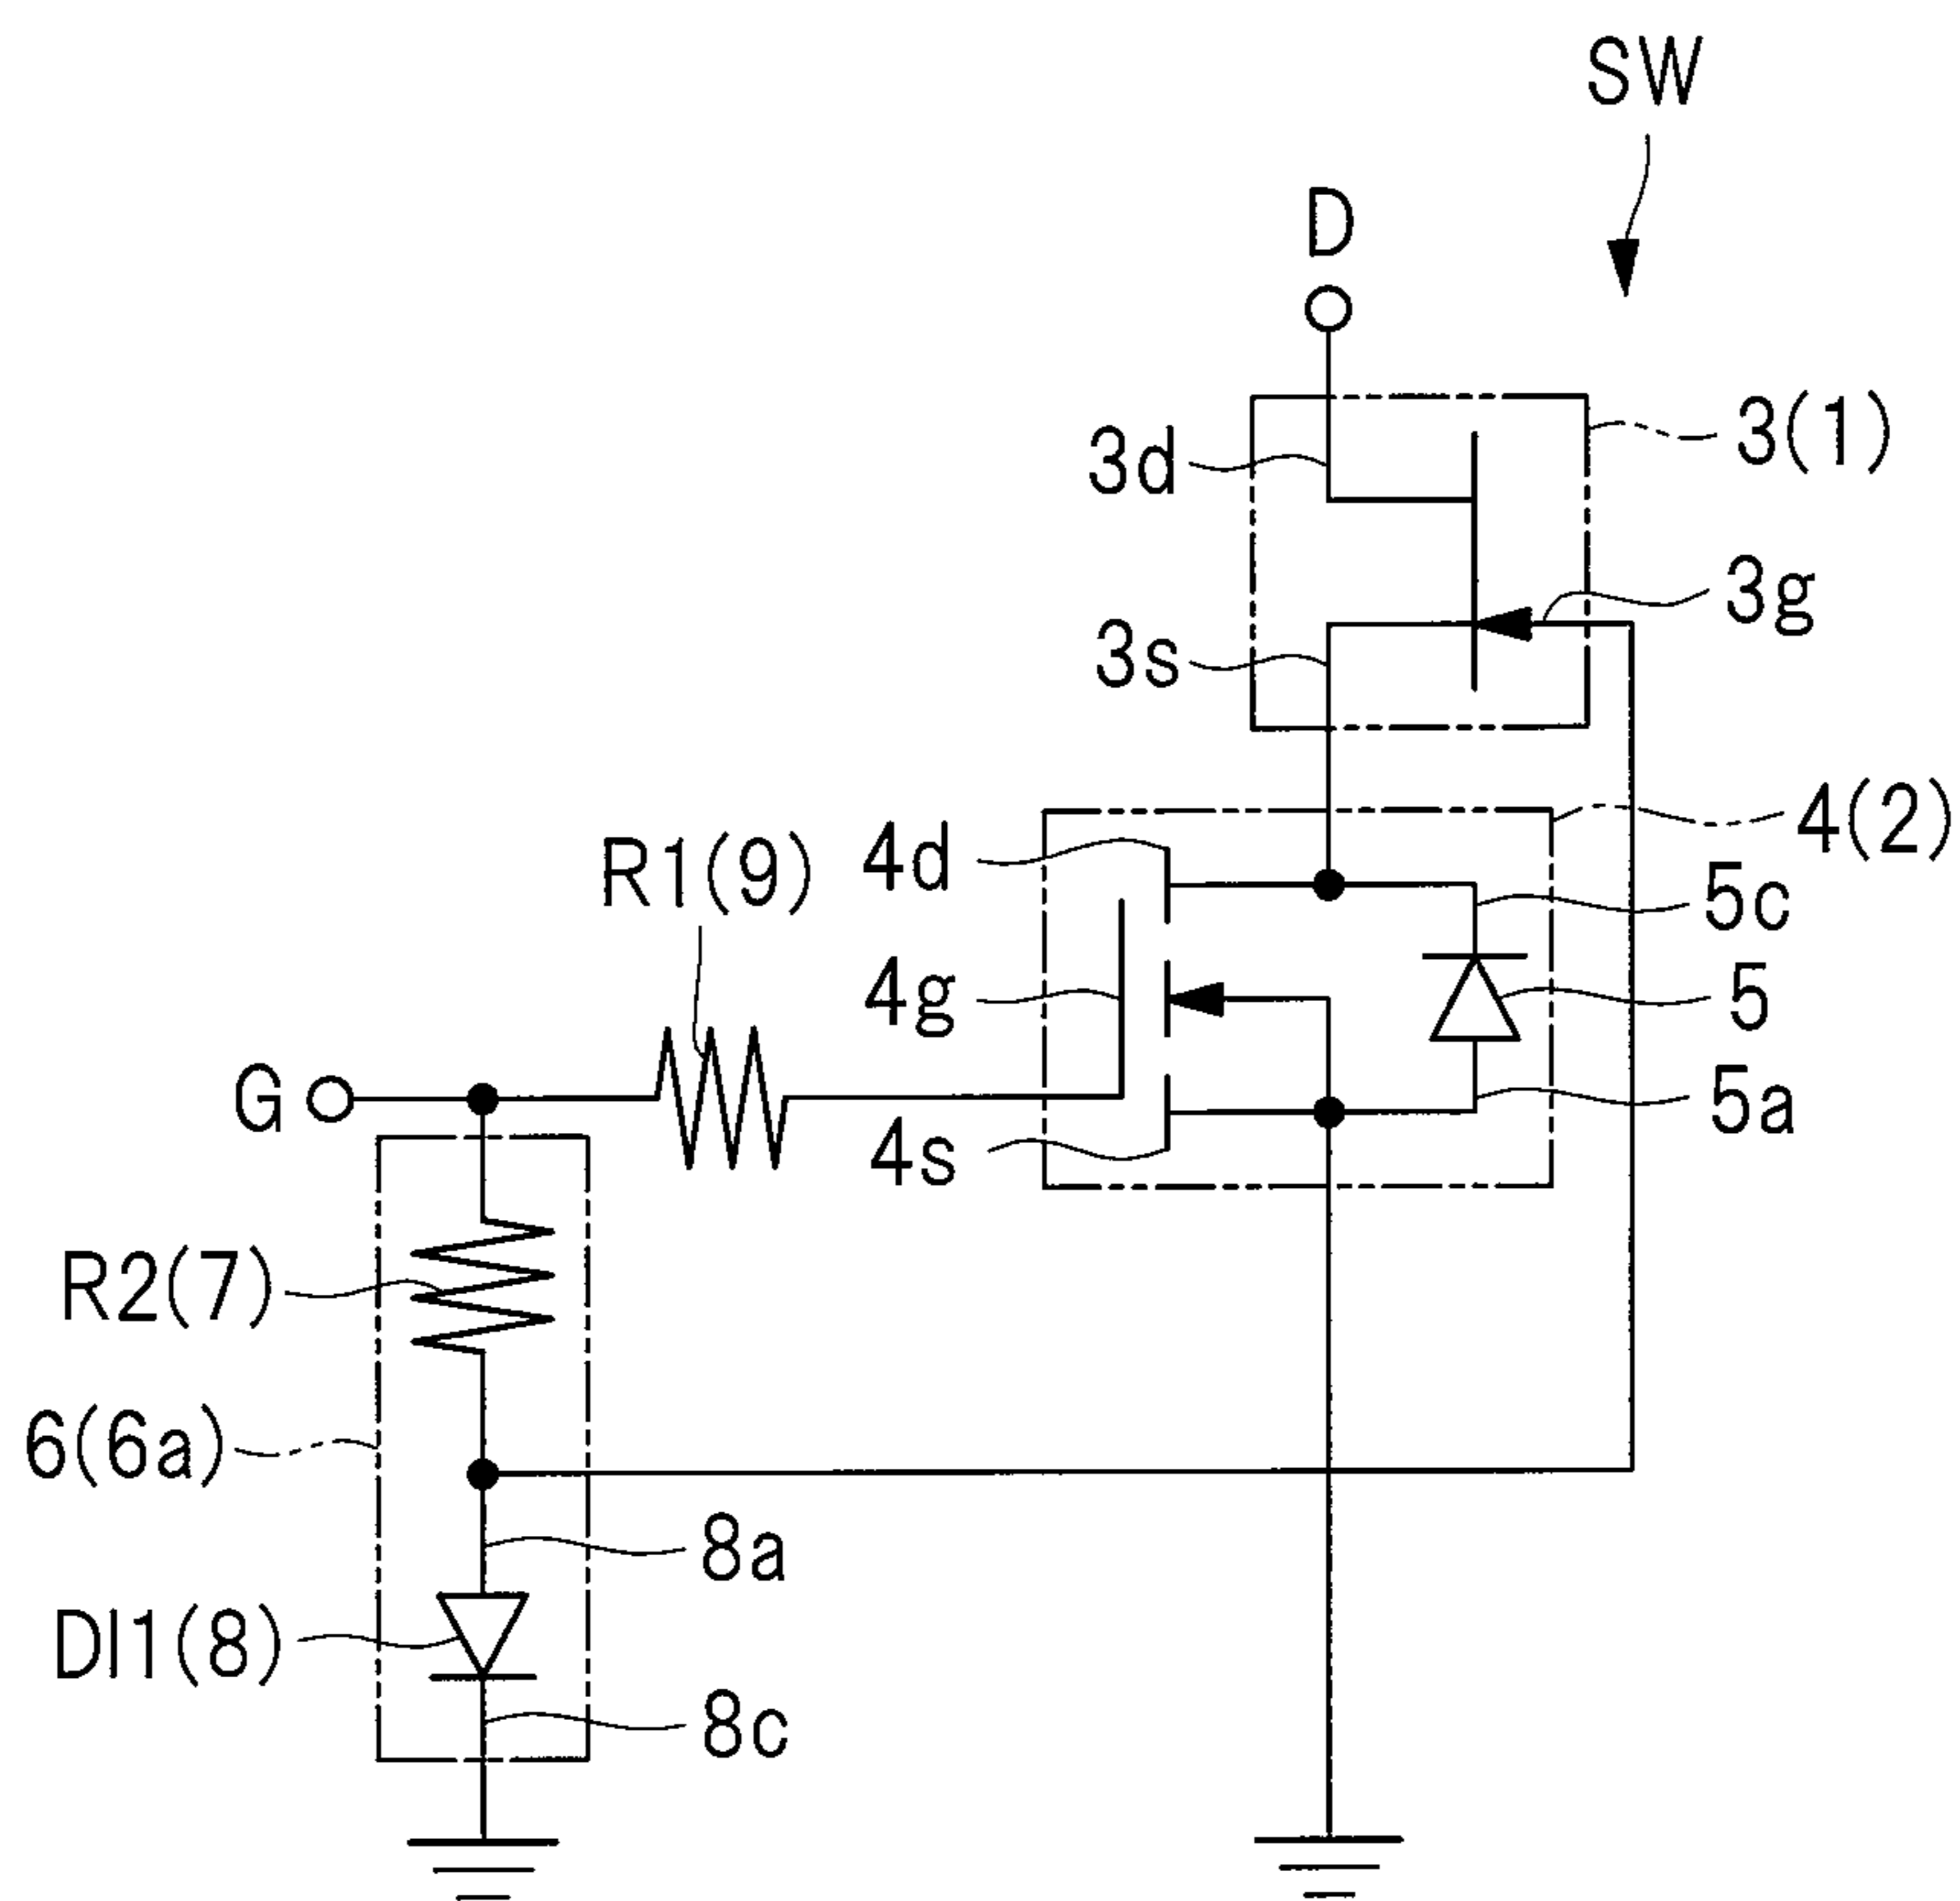 SW
D
3(1)
3d
3g
3s
4(2)
R1(9)
4d
5c
4g
5
G
5a
4s
R2(7)
6(6a)
8a
DI1(8)
8c